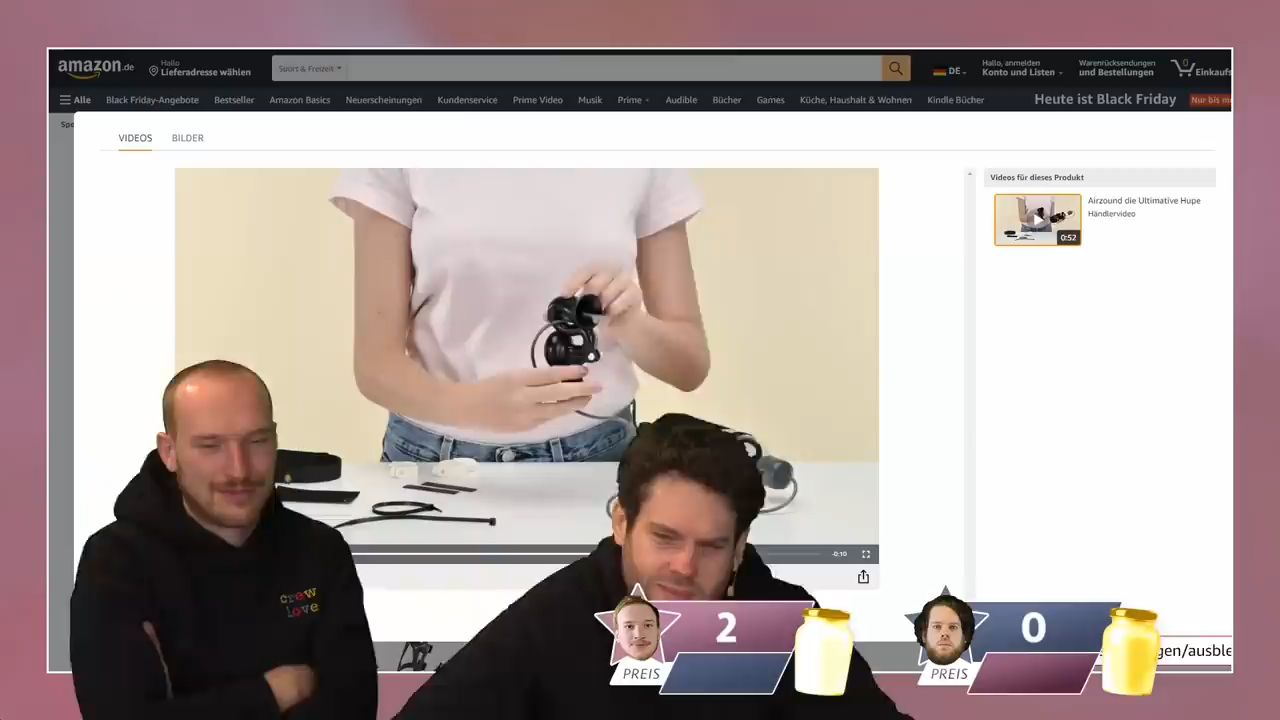 amazon.de
Hallo
Lieferadresse wählen
Sport & Freizeit
DE
Hallo, anmelden
Konto und Listen
Warenrücksendungen
und Bestellungen
0
Einkaufs
Alle
Black Friday-Angebote
Bestseller
Amazon Basics
Neuerscheinungen
Kundenservice
Prime Video
Musik
Prime
Audible
Bücher
Games
Küche, Haushalt & Wohnen
Kindle Bücher
Heute ist Black Friday
Nur bis m
Spo
VIDEOS
BILDER
Videos für dieses Produkt
Airzound die Ultimative Hupe
Händlervideo
0:52
-0:10
crew
love
2
PREIS
0
PREIS
gen/ausble